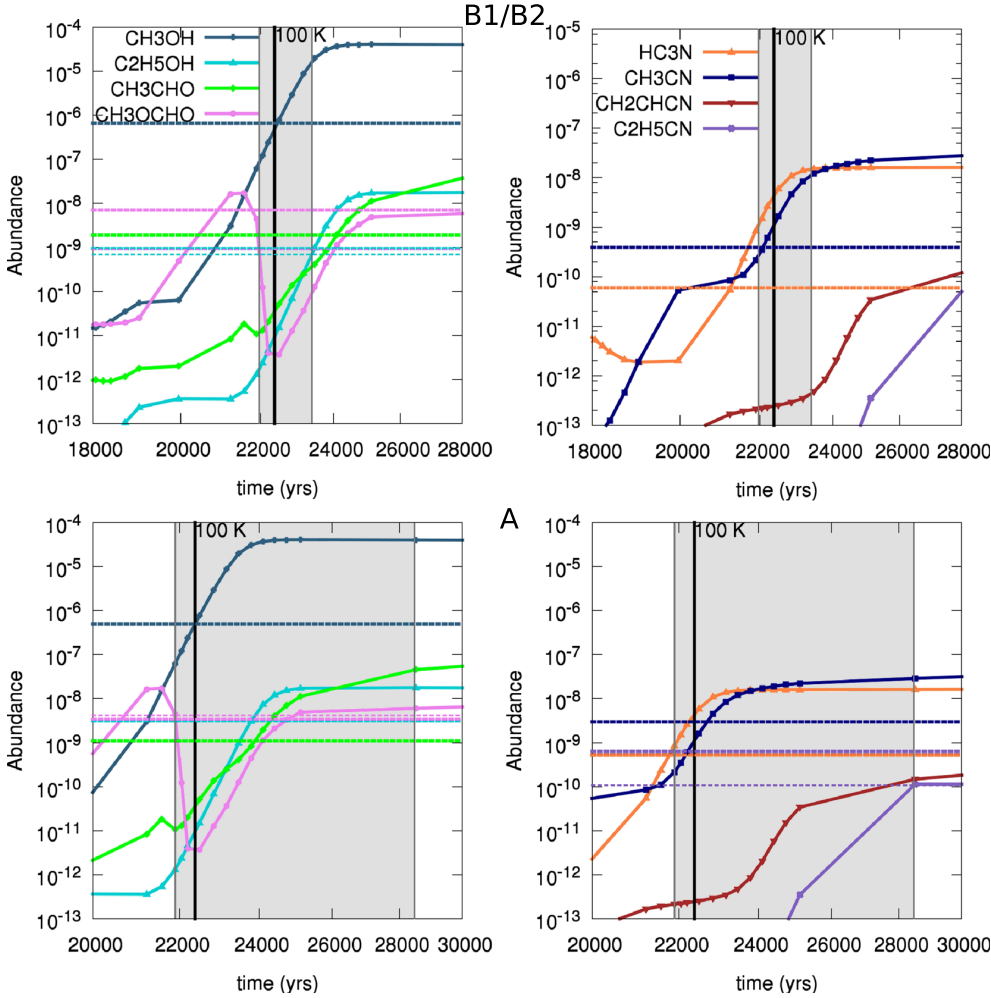 B1/B2
10^-4
10^-5
10^-6
10^-7
10^-8
10^-9
10^-10
10^-11
10^-12
10^-13
Abundance
CH3OH
C2H5OH
CH3CHO
CH3OCHO
100 K
18000 20000 22000 24000 26000 28000
time (yrs)
10^-5
10^-6
10^-7
10^-8
10^-9
10^-10
10^-11
10^-12
10^-13
Abundance
HC3N
CH3CN
CH2CHCN
C2H5CN
100 K
18000 20000 22000 24000 26000 28000
time (yrs)
A
10^-4
10^-5
10^-6
10^-7
10^-8
10^-9
10^-10
10^-11
10^-12
10^-13
Abundance
100 K
20000 22000 24000 26000 28000 30000
time (yrs)
10^-4
10^-5
10^-6
10^-7
10^-8
10^-9
10^-10
10^-11
10^-12
10^-13
Abundance
100 K
20000 22000 24000 26000 28000 30000
time (yrs)